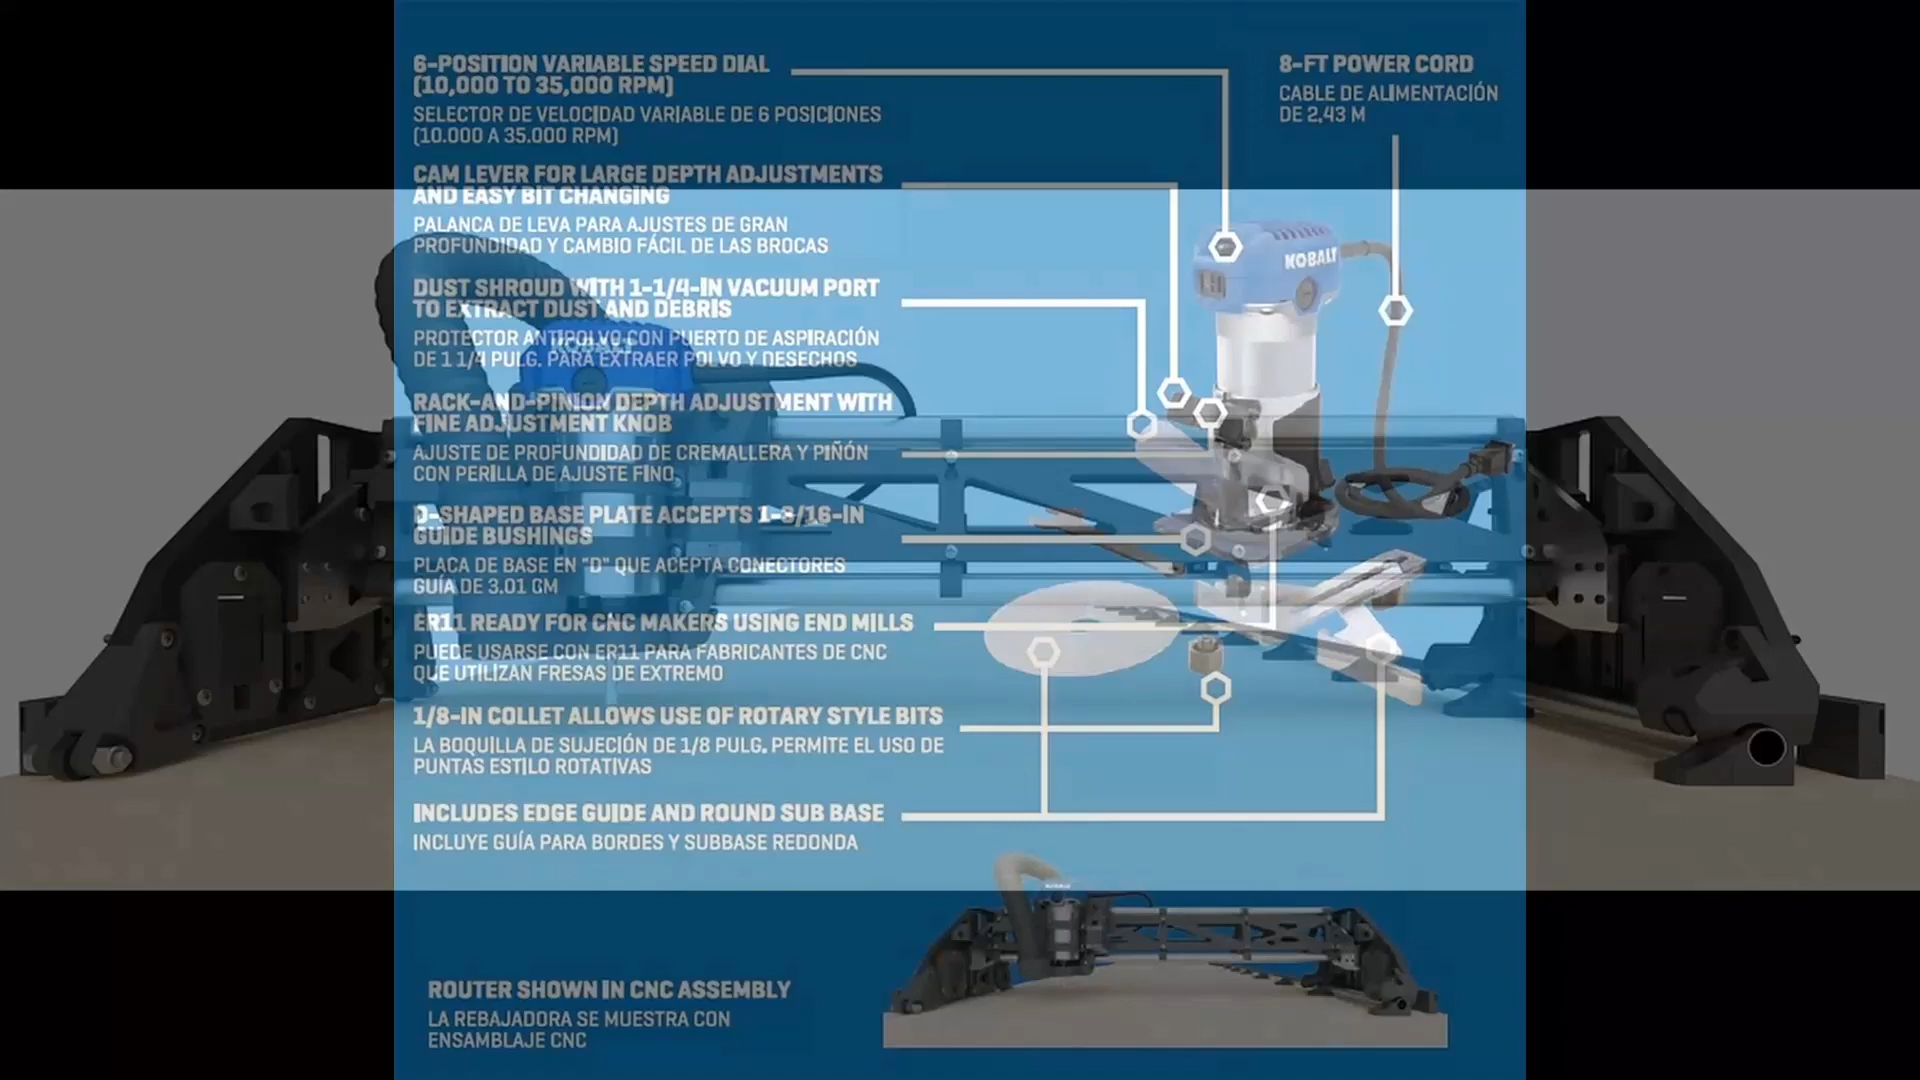 6-POSITION VARIABLE SPEED DIAL
(10,000 TO 35,000 RPM)
SELECTOR DE VELOCIDAD VARIABLE DE 6 POSICIONES
(10.000 A 35.000 RPM)
8-FT POWER CORD
CABLE DE ALIMENTACIÓN
DE 2,43 M
CAM LEVER FOR LARGE DEPTH ADJUSTMENTS
AND EASY BIT CHANGING
PALANCA DE LEVA PARA AJUSTES DE GRAN
PROFUNDIDAD Y CAMBIO FÁCIL DE LAS BROCAS
KOBALT
DUST SHROUD WITH 1-1/4-IN VACUUM PORT
TO EXTRACT DUST AND DEBRIS
PROTECTOR ANTIPOLVO CON PUERTO DE ASPIRACIÓN
DE 1 1/4 PULG. PARA EXTRAER POLVO Y DESECHOS
KOBALT
RACK-AND-PINION DEPTH ADJUSTMENT WITH
FINE ADJUSTMENT KNOB
AJUSTE DE PROFUNDIDAD DE CREMALLERA Y PIÑÓN
CON PERILLA DE AJUSTE FINO
D-SHAPED BASE PLATE ACCEPTS 1-3/16-IN
GUIDE BUSHINGS
PLACA DE BASE EN "D" QUE ACEPTA CONECTORES
GUÍA DE 3.01 CM
ER11 READY FOR CNC MAKERS USING END MILLS
PUEDE USARSE CON ER11 PARA FABRICANTES DE CNC
QUE UTILIZAN FRESAS DE EXTREMO
1/8-IN COLLET ALLOWS USE OF ROTARY STYLE BITS
LA BOQUILLA DE SUJECIÓN DE 1/8 PULG. PERMITE EL USO DE
PUNTAS ESTILO ROTATIVAS
INCLUDES EDGE GUIDE AND ROUND SUB BASE
INCLUYE GUÍA PARA BORDES Y SUBBASE REDONDA
ROUTER SHOWN IN CNC ASSEMBLY
LA REBAJADORA SE MUESTRA CON
ENSAMBLAJE CNC